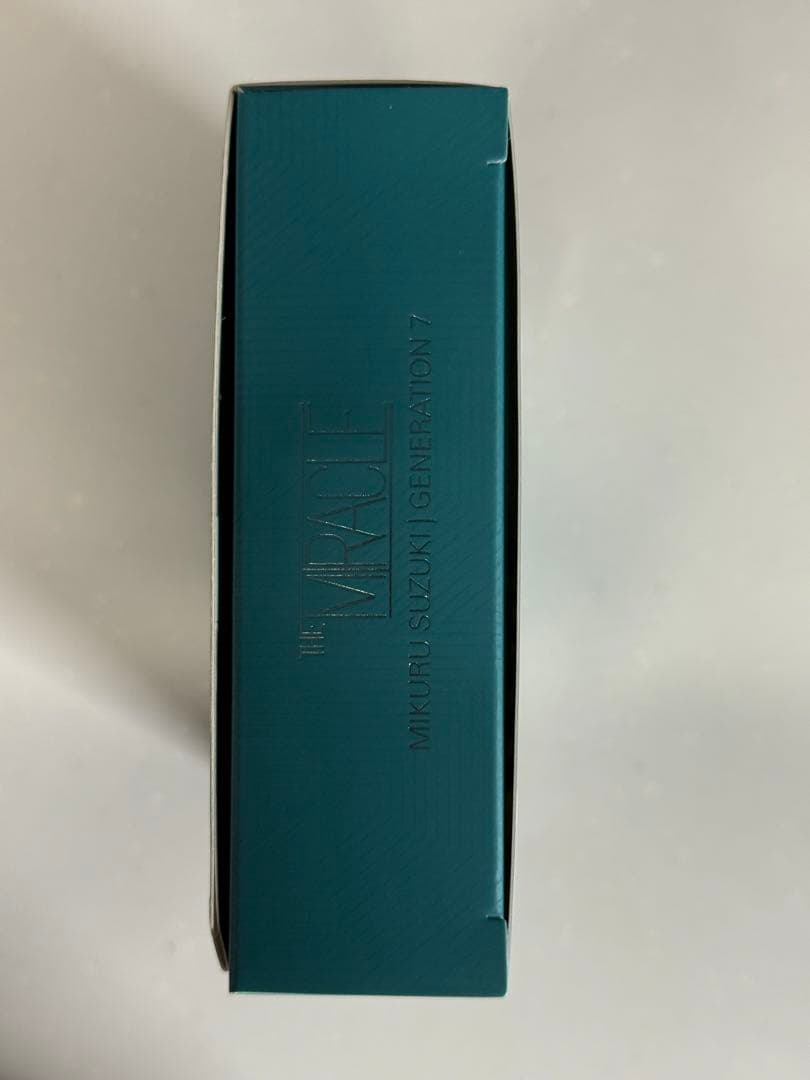 THE
MIRACLE
MIKURU SUZUKI | GENERATION 7